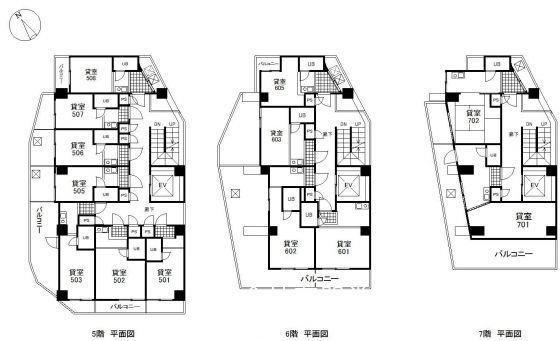 N
バルコニー
貸室
508
UB
PS
貸室
507
UB
PS
PS
DN
UP
貸室
506
UB
PS
貸室
505
UB
PS
EV
廊下
バルコニー
PS
UB
PS
PS
UB
UB
貸室
503
貸室
502
貸室
501
バルコニー
5階 平面図
バルコニー
UB
貸室
605
PS
UB
貸室
603
DN
UP
廊下
PS
EV
UB
UB
PS
貸室
602
貸室
601
バルコニー
6階 平面図
UB
貸室
702
PS
DN
UP
廊下
UB
PS
EV
貸室
701
バルコニー
7階 平面図